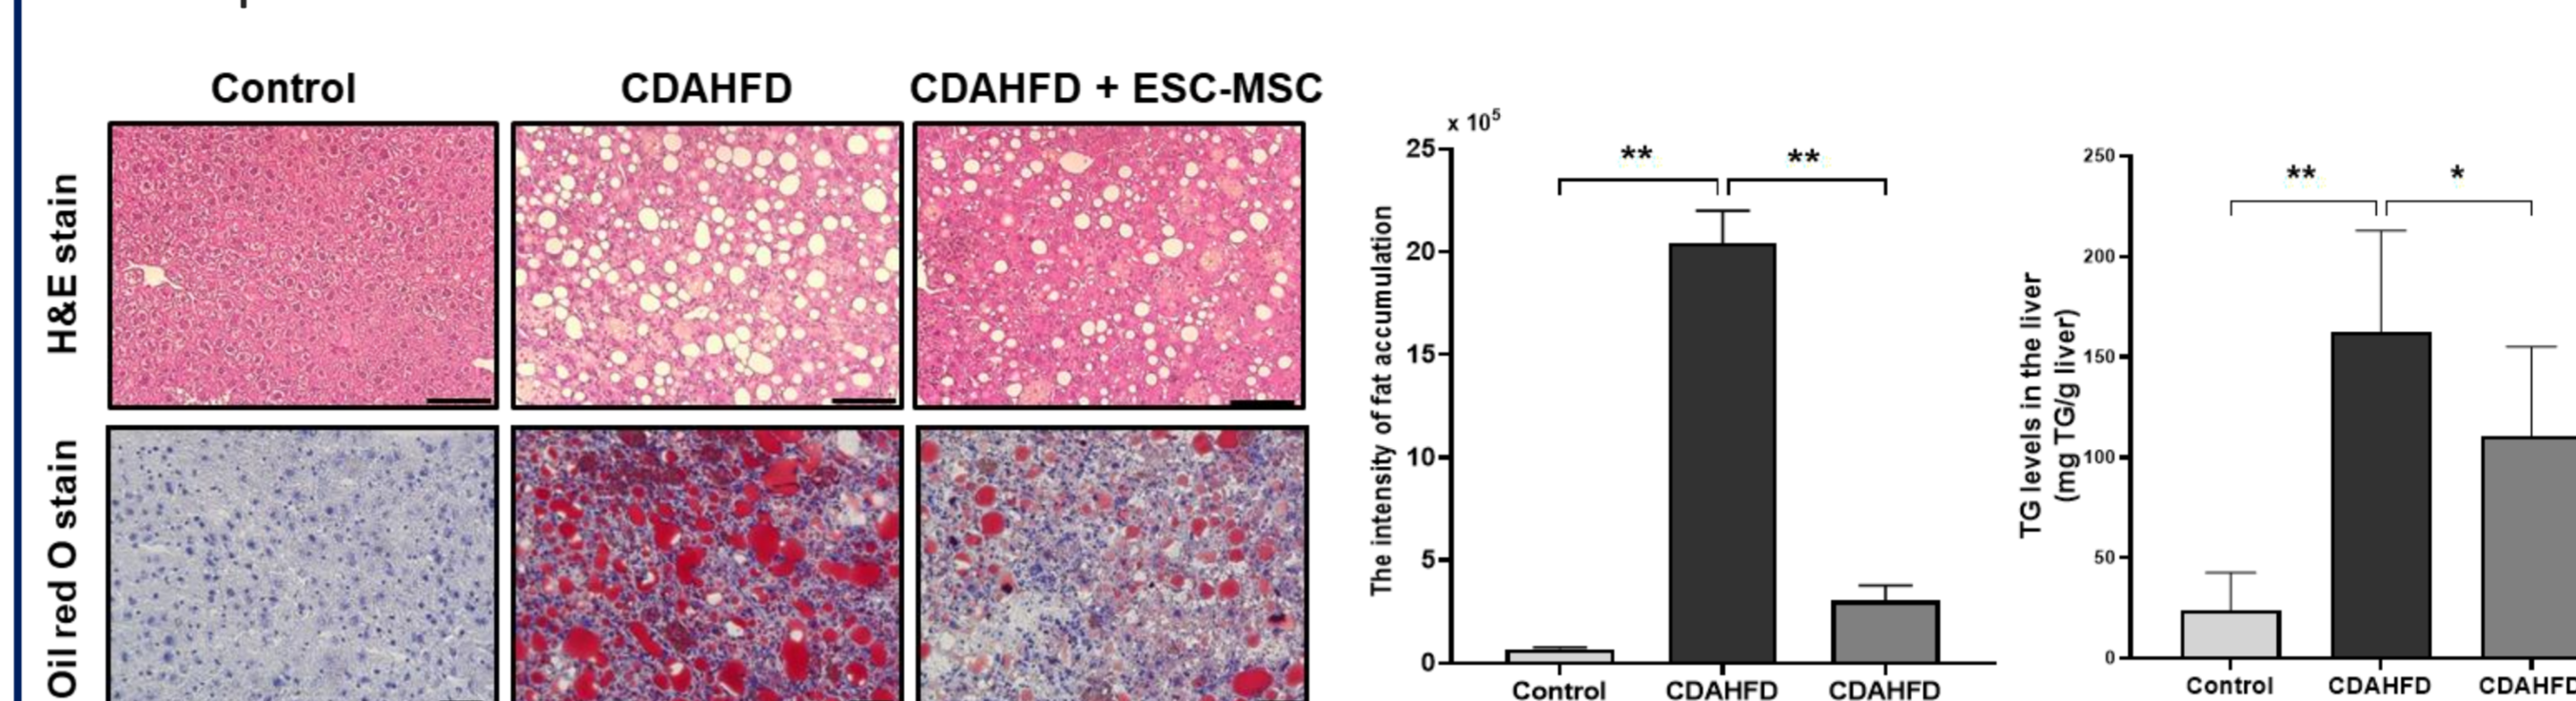 Control
CDAHFD
CDAHFD + ESC-MSC
H&E stain
Oil red O stain
x 10⁵
The intensity of fat accumulation
25
20
15
10
5
0
**
**
Control
CDAHFD
CDAHFD
TG levels in the liver
(mg TG/g liver)
250
200
150
100
50
0
**
*
Control
CDAHFD
CDAHFD